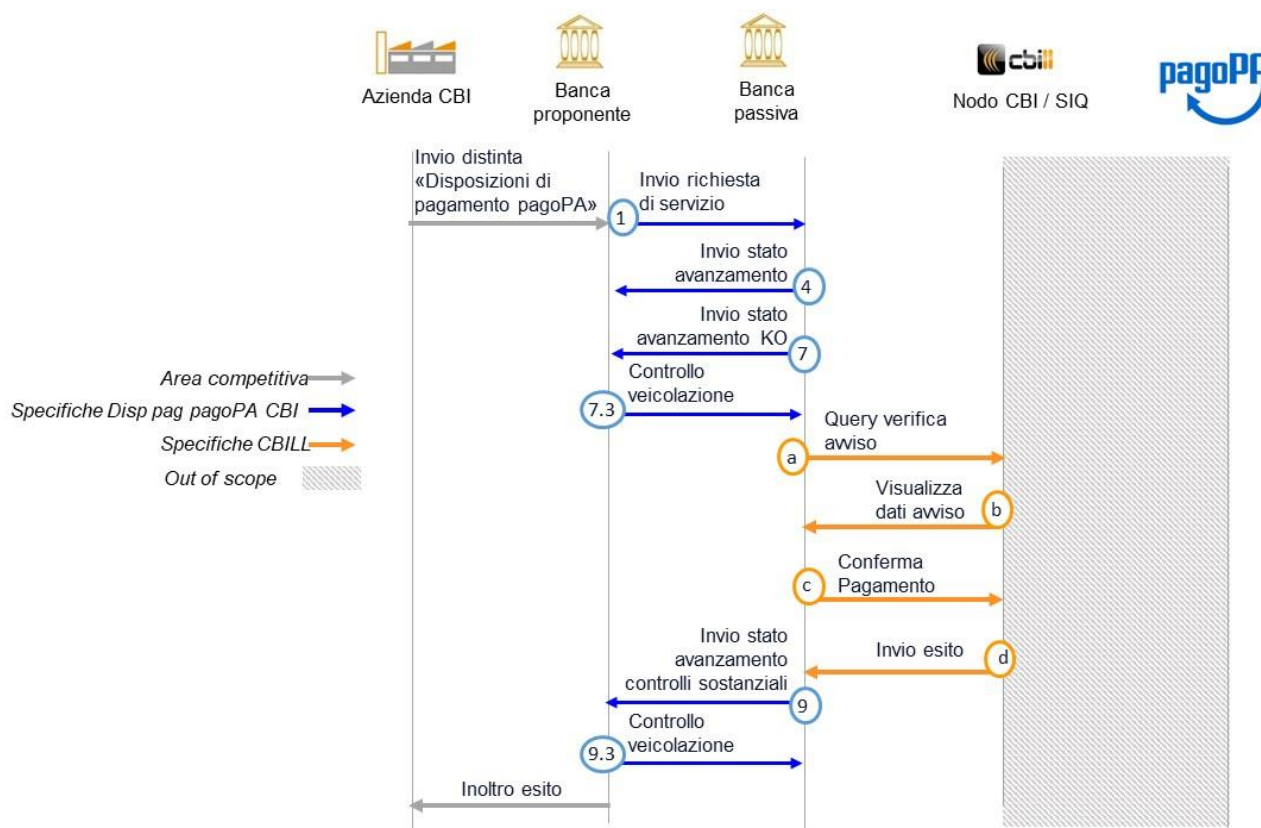 cbill
pagoPA
Azienda CBI
Banca
proponente
Banca
passiva
Nodo CBI / SIQ
Invio distinta
«Disposizioni di
pagamento pagoPA»
Invio richiesta
di servizio
1
Invio stato
avanzamento
4
Invio stato
avanzamento KO
7
Controllo
veicolazione
7.3
Area competitiva
Specifiche Disp pag pagoPA CBI
Specifiche CBILL
Out of scope
Query verifica
avviso
a
Visualizza
dati avviso
b
Conferma
Pagamento
c
Invio esito
d
Invio stato
avanzamento
controlli sostanziali
9
Controllo
veicolazione
9.3
Inoltro esito